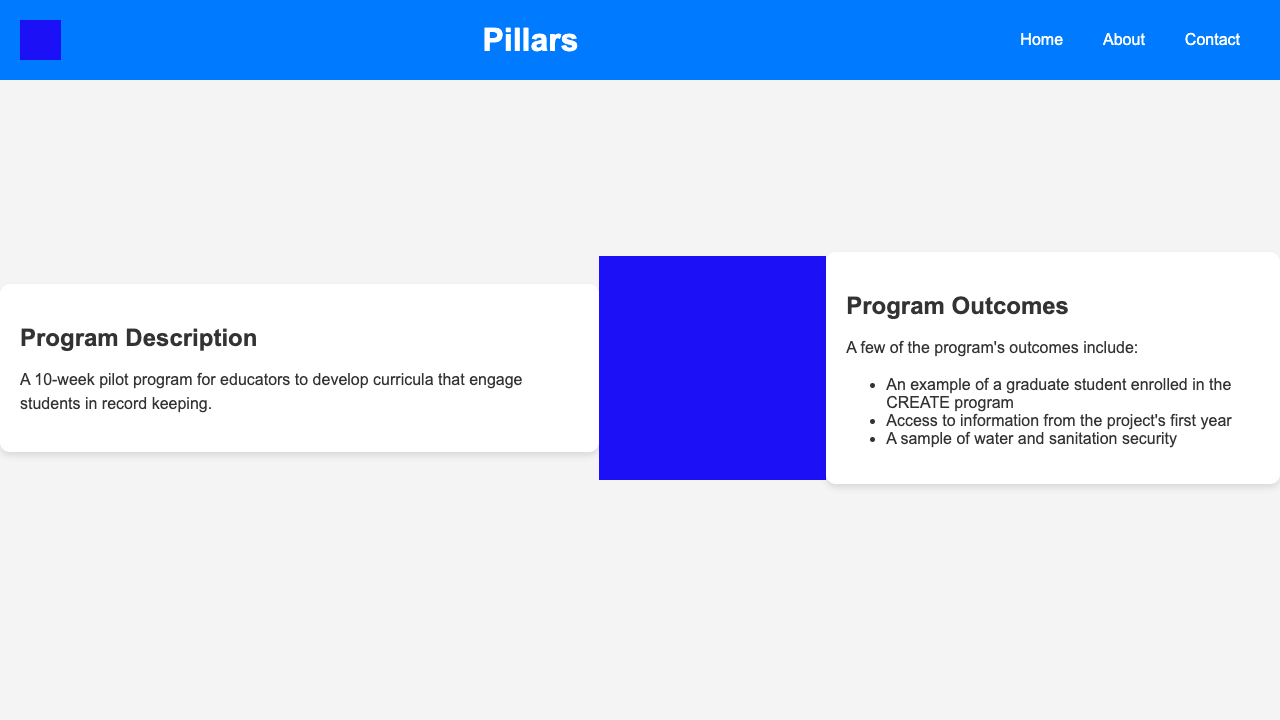 Pillars
Home
About
Contact
Program Description
A 10-week pilot program for educators to develop curricula that engage
students in record keeping.
Program Outcomes
A few of the program's outcomes include:
An example of a graduate student enrolled in the
CREATE program
Access to information from the project's first year
A sample of water and sanitation security